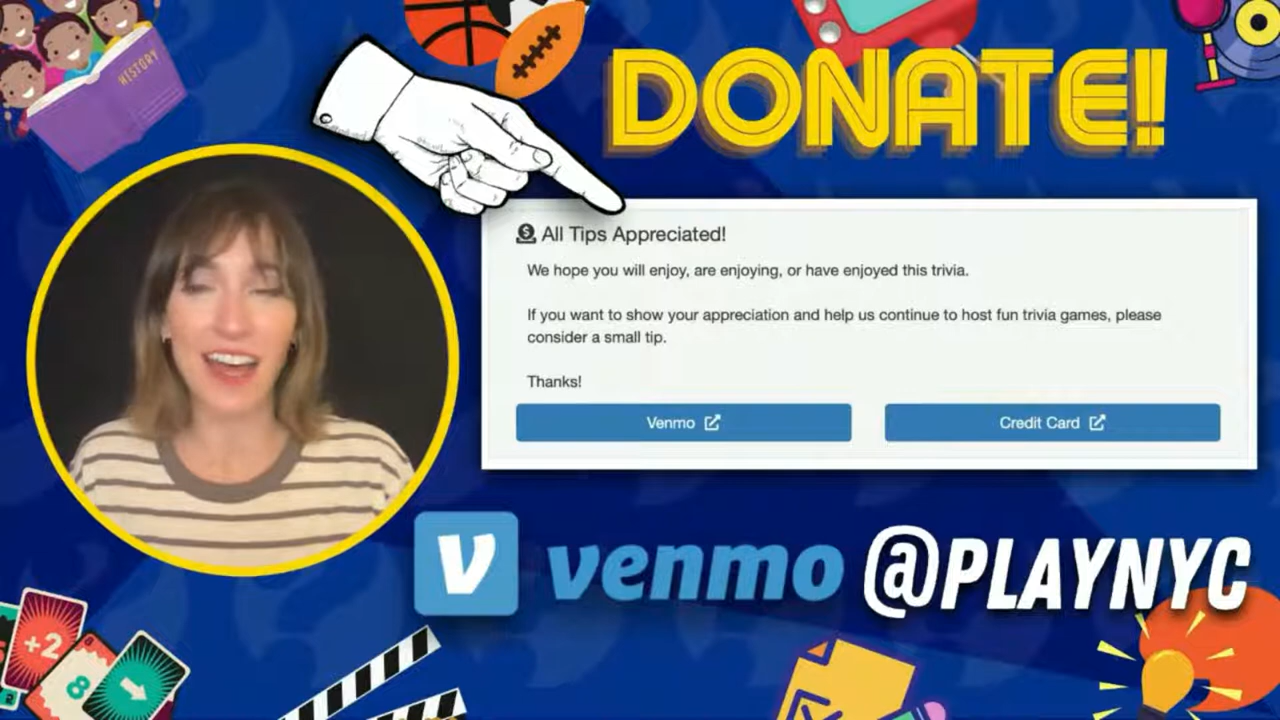 HISTORY
DONATE!!
All Tips Appreciated!
We hope you will enjoy, are enjoying, or have enjoyed this trivia.
If you want to show your appreciation and help us continue to host fun trivia games, please
consider a small tip.
Thanks!
Venmo
Credit Card
V venmo @PLAYNYC
+2
8